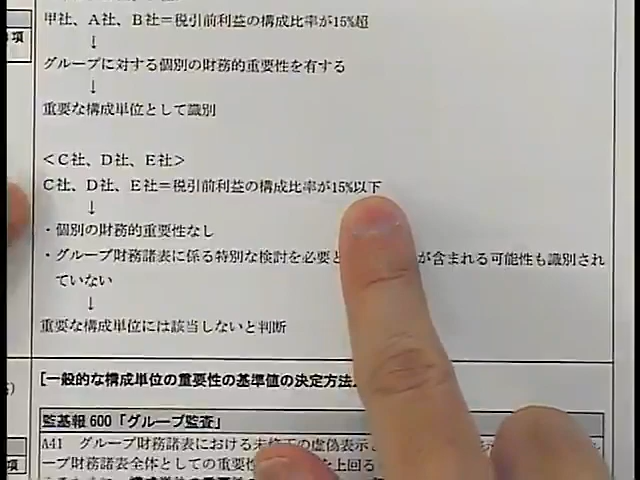 甲社、A社、B社＝税引前利益の構成比率が15%超
項
↓
グループに対する個別の財務的重要性を有する
↓
重要な構成単位として識別
＜C社、D社、E社＞
C社、D社、E社＝税引前利益の構成比率が15%以下
↓
・個別の財務的重要性なし
・グループ財務諸表に係る特別な検討を必要と が含まれる可能性も識別され
ていない
↓
重要な構成単位には該当しないと判断
[一般的な構成単位の重要性の基準値の決定方法
監基報600「グループ監査」
A41 グループ財務諸表における未修正の虚偽表示と
項
ープ財務諸表全体としての重要性 を上回る